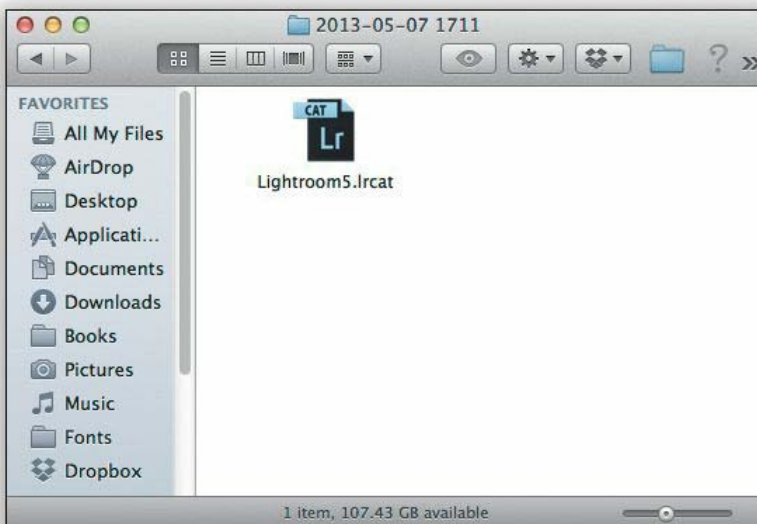 2013-05-07 1711
FAVORITES
All My Files
AirDrop
Desktop
Applicati...
Documents
Downloads
Books
Pictures
Music
Fonts
Dropbox
CAT
Lr
Lightroom5.lrcat
1 item, 107.43 GB available